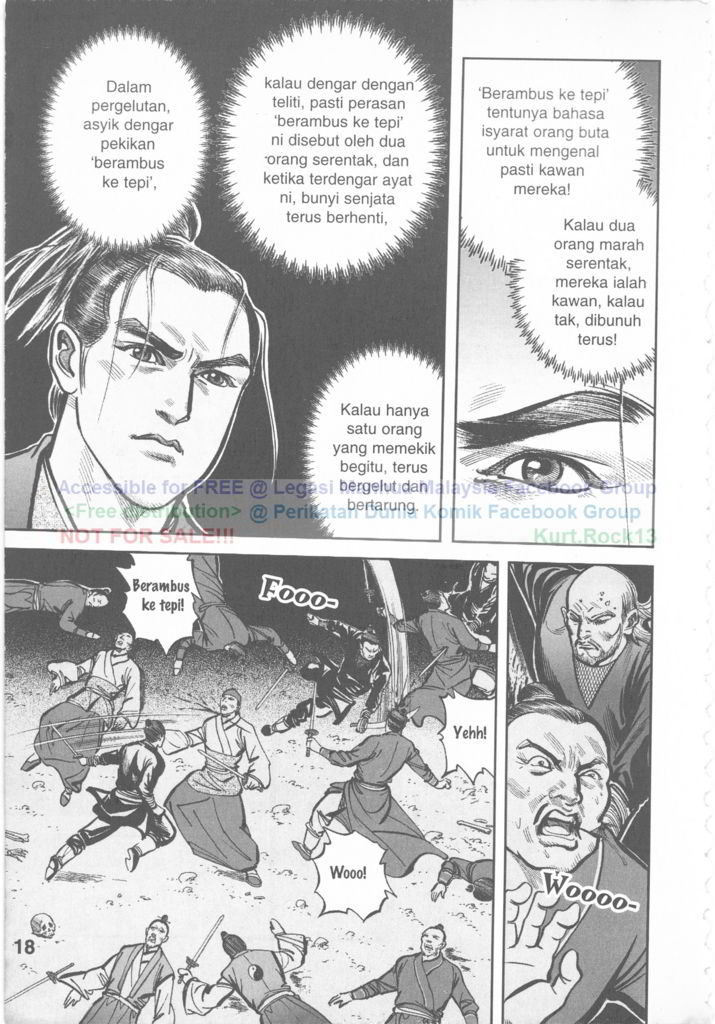 Dalam
pergelutan,
asyik dengar
pekikan
'berambus
ke tepi',
kalau dengar dengan
teliti, pasti perasan
'berambus ke tepi'
ni disebut oleh dua
orang serentak, dan
ketika terdengar ayat
ni, bunyi senjata
terus berhenti,
Kalau hanya
satu orang
yang memekik
begitu, terus
bergelut dan
bertarung.
'Berambus ke tepi'
tentunya bahasa
isyarat orang buta
untuk mengenal
pasti kawan
mereka!
Kalau dua
orang marah
serentak,
mereka ialah
kawan, kalau
tak, dibunuh
terus!
Accessible for FREE @ Legasi Manhua Malaysia Facebook Group
@ Perikatan Dunia Komik Facebook Group
NOT FOR SALE!!!
Kurt.Rock13
Berambus
ke tepi!
Fooo-
Yehh!
Wooo!
Woooo-
18